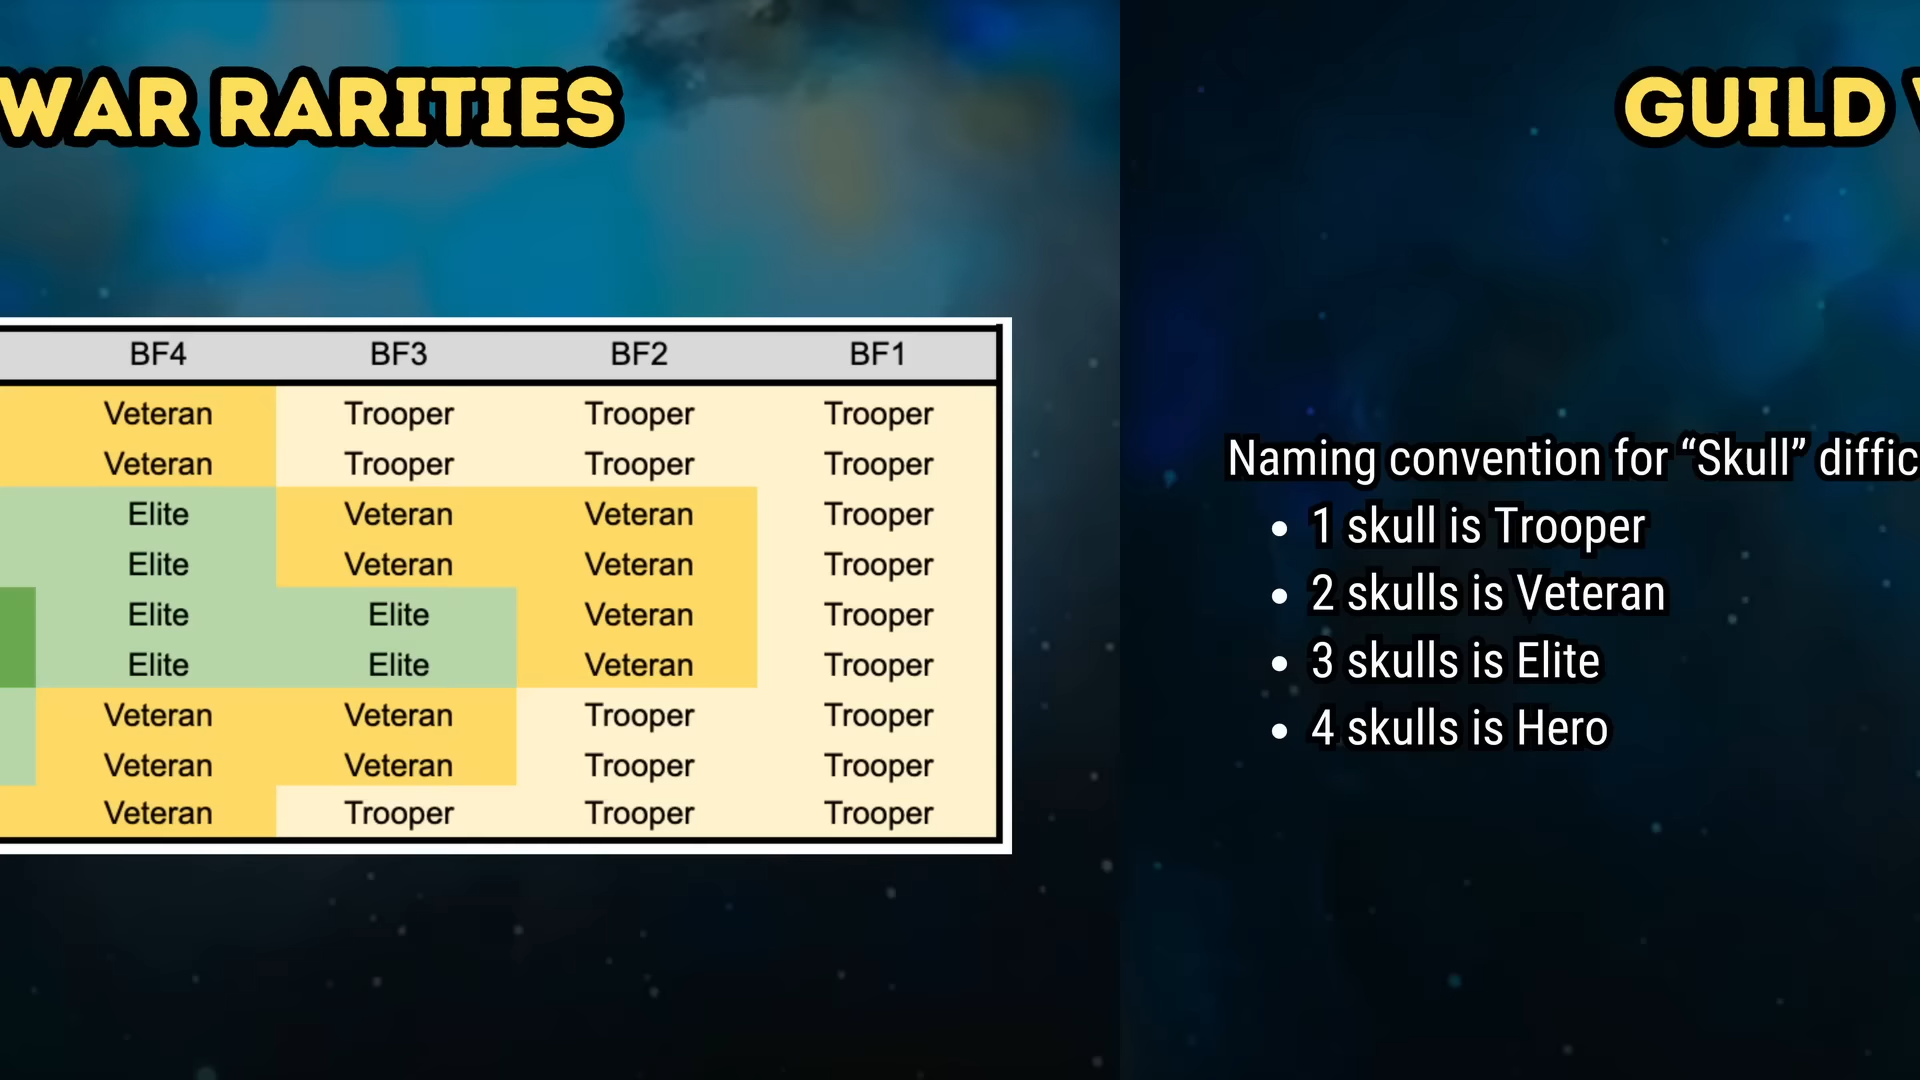 WAR RARITIES
BF4 BF3 BF2 BF1
Veteran Trooper Trooper Trooper
Veteran Trooper Trooper Trooper
Elite Veteran Veteran Trooper
Elite Veteran Veteran Trooper
Elite Elite Veteran Trooper
Elite Elite Veteran Trooper
Veteran Veteran Trooper Trooper
Veteran Veteran Trooper Trooper
Veteran Trooper Trooper Trooper
GUILD
Naming convention for “Skull” diffic
• 1 skull is Trooper
• 2 skulls is Veteran
• 3 skulls is Elite
• 4 skulls is Hero